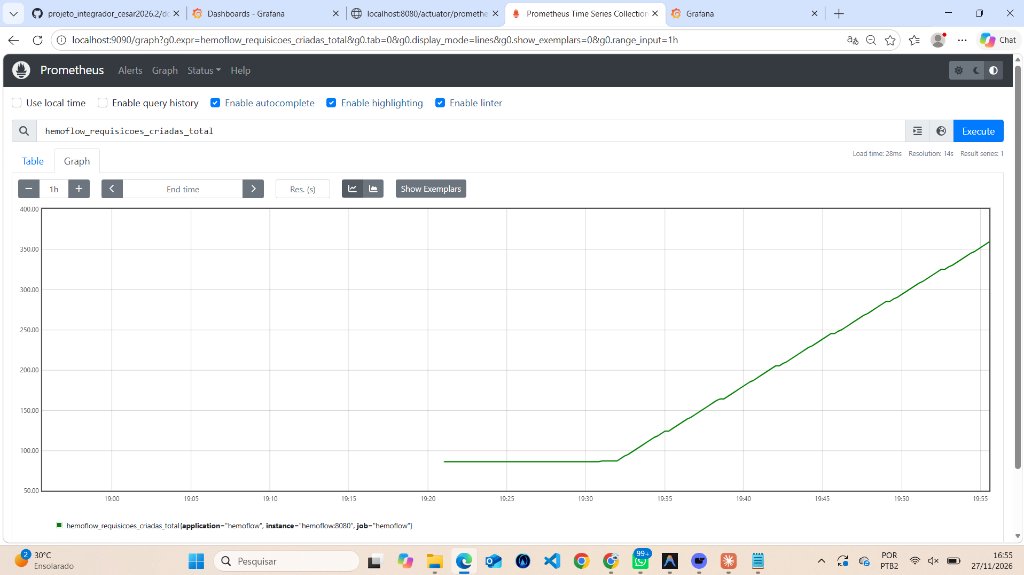 projeto_integrador_cesar2026.2/d
Dashboards - Grafana
localhost:8080/actuator/promethe
Prometheus Time Series Collection
Grafana
localhost:9090/graph?g0.expr=hemoflow_requisicoes_criadas_total&g0.tab=0&g0.display_mode=lines&g0.show_exemplars=0&g0.range_input=1h
Chat
Prometheus Alerts Graph Status Help
Use local time Enable query history Enable autocomplete Enable highlighting Enable linter
hemoflow_requisicoes_criadas_total
Execute
Load time: 28ms Resolution: 14s Result series: 1
Table Graph
1h End time Res. (s) Show Exemplars
400.00
350.00
300.00
250.00
200.00
150.00
100.00
50.00
19:00 19:05 19:10 19:15 19:20 19:25 19:30 19:35 19:40 19:45 19:50 19:55
hemoflow_requisicoes_criadas_total{application="hemoflow", instance="hemoflow:8080", job="hemoflow"}
2
30°C
Ensolarado
Pesquisar
99+
POR
PTB2
16:55
27/11/2026